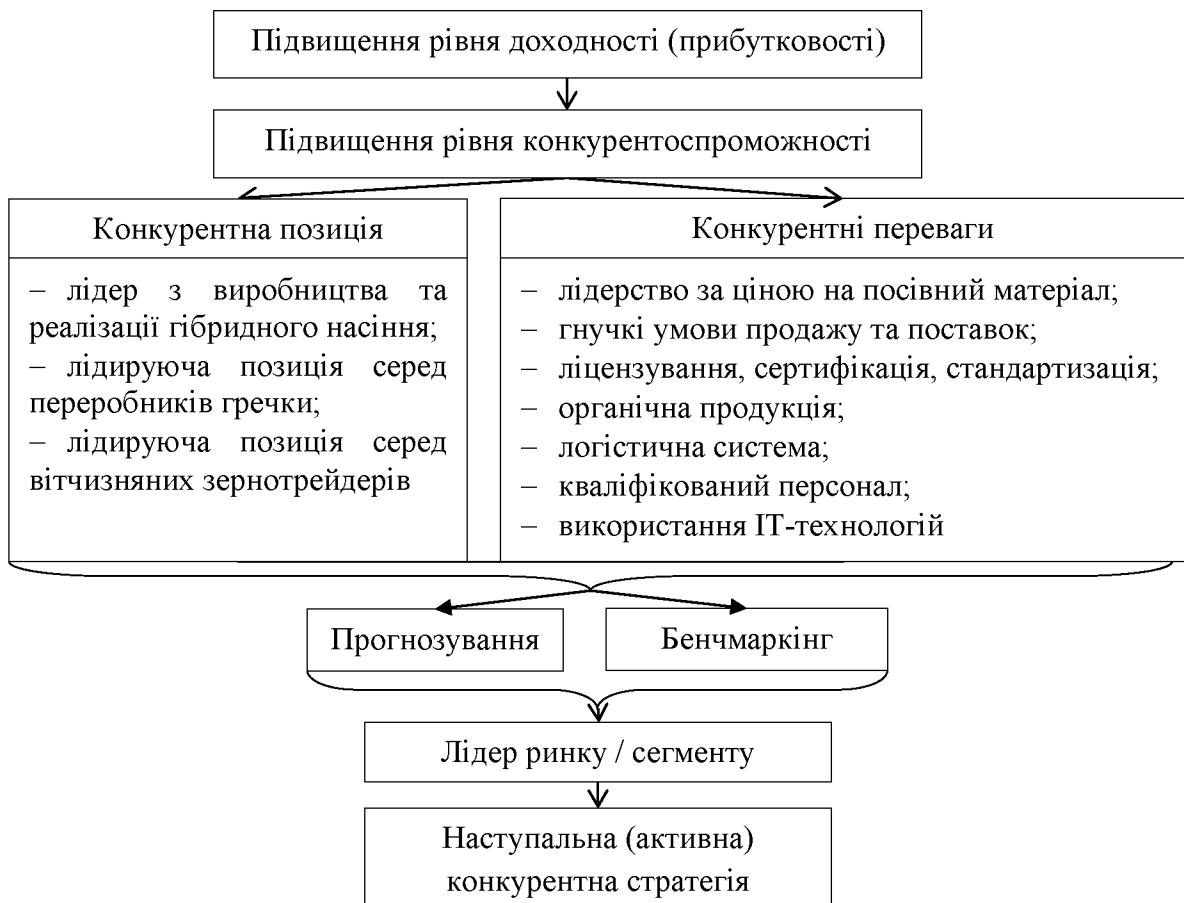 Підвищення рівня доходності (прибутковості)
Підвищення рівня конкурентоспроможності
Конкурентна позиція
– лідер з виробництва та
реалізації гібридного насіння;
– лідируюча позиція серед
переробників гречки;
– лідируюча позиція серед
вітчизняних зернотрейдерів
Конкурентні переваги
– лідерство за ціною на посівний матеріал;
– гнучкі умови продажу та поставок;
– ліцензування, сертифікація, стандартизація;
– органічна продукція;
– логістична система;
– кваліфікований персонал;
– використання ІТ-технологій
Прогнозування
Бенчмаркінг
Лідер ринку / сегменту
Наступальна (активна)
конкурентна стратегія